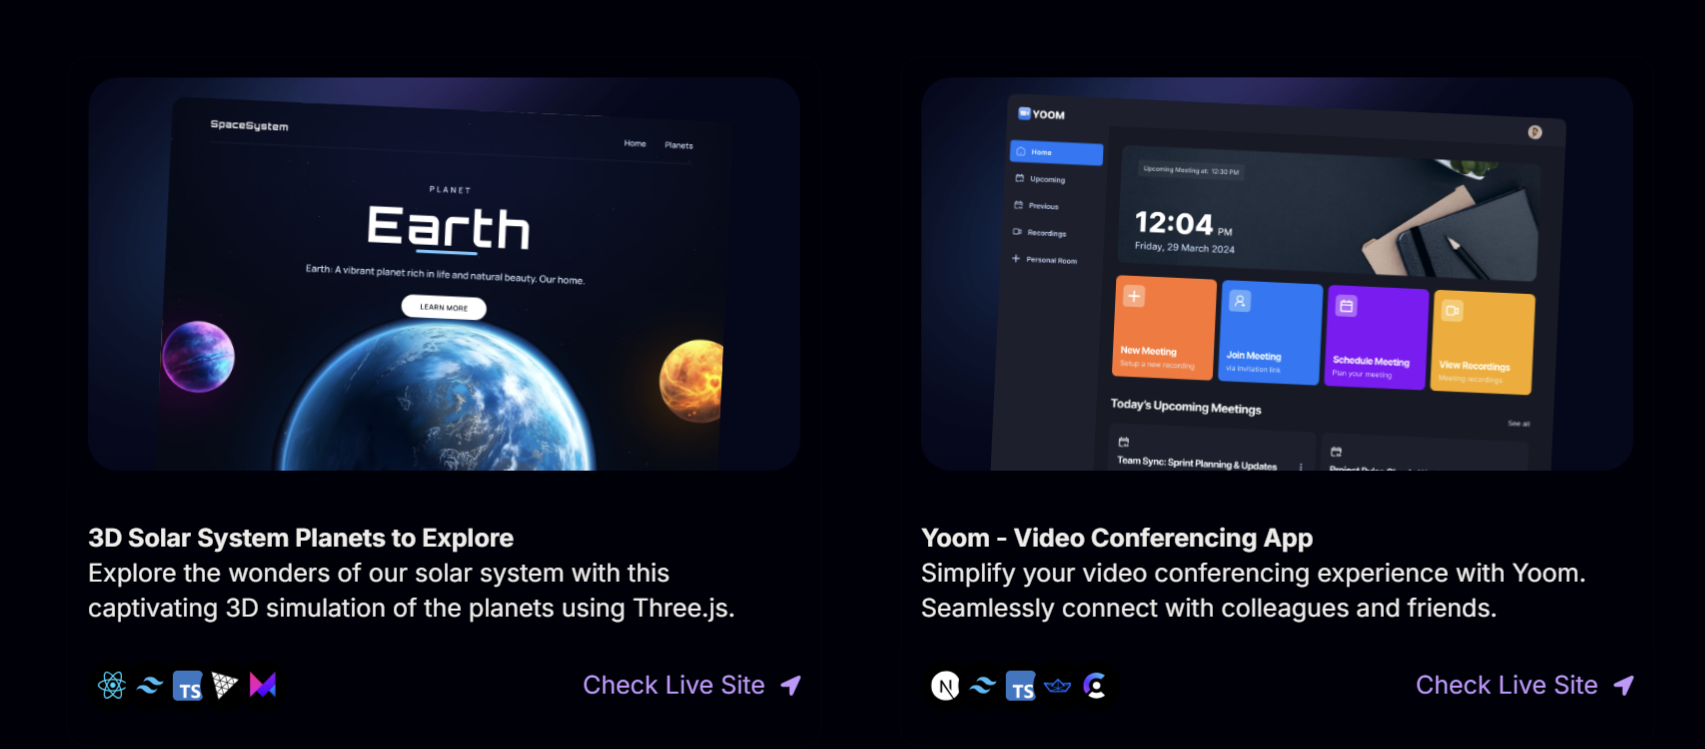 SpaceSystem
Home
Planets
PLANET
Earth
Earth: A vibrant planet rich in life and natural beauty. Our home.
LEARN MORE
3D Solar System Planets to Explore
Explore the wonders of our solar system with this
captivating 3D simulation of the planets using Three.js.
TS
Check Live Site
YOOM
Home
Upcoming
Previous
Recordings
Personal Room
Upcoming Meeting at: 12:30 PM
12:04 PM
Friday, 29 March 2024
New Meeting
Setup a new recording
Join Meeting
via invitation link
Schedule Meeting
Plan your meeting
View Recordings
Meeting recordings
Today's Upcoming Meetings
See all
Team Sync: Sprint Planning & Updates
Yoom - Video Conferencing App
Simplify your video conferencing experience with Yoom.
Seamlessly connect with colleagues and friends.
N
TS
Check Live Site